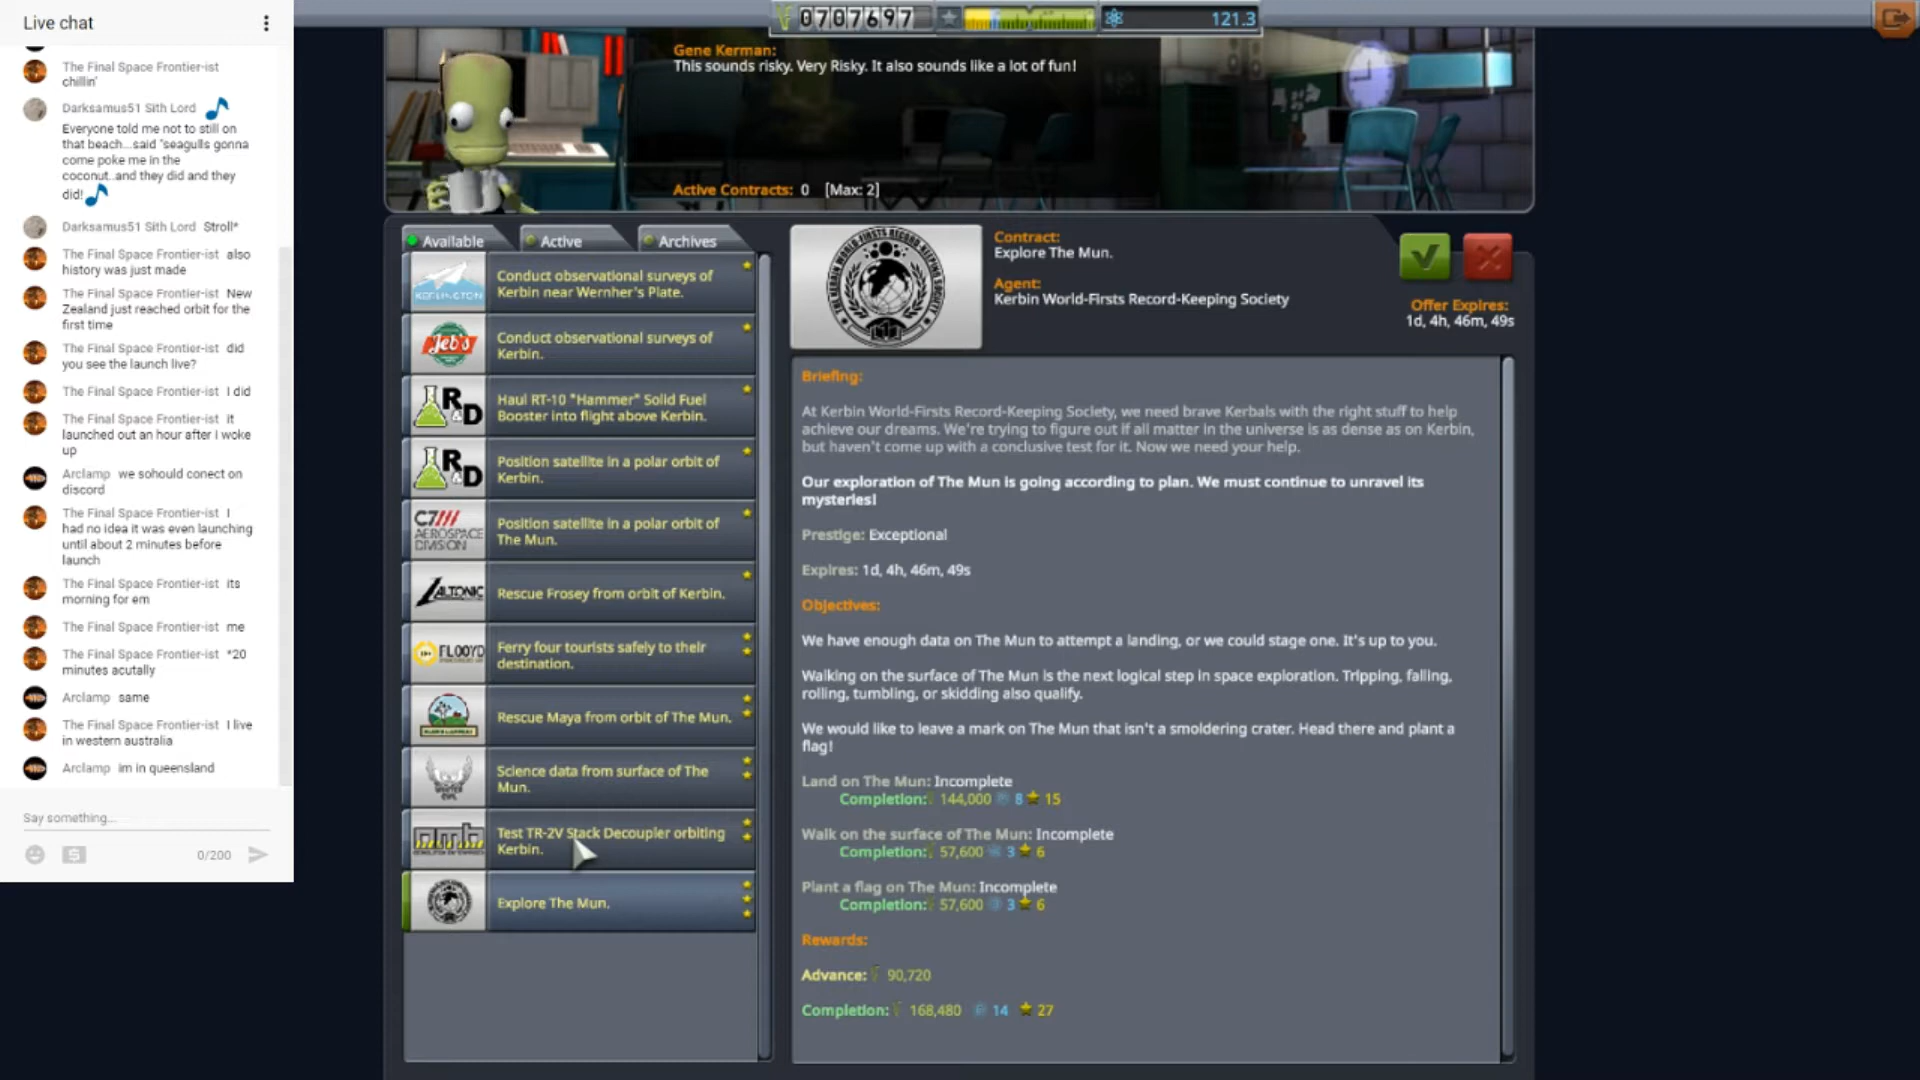 Live chat
The Final Space Frontier-ist
chillin'
Darksamus51 Sith Lord
Everyone told me not to still on
that beach...said "seagulls gonna
come poke me in the
coconut..and they did and they
did!
Darksamus51 Sith Lord Stroll*
The Final Space Frontier-ist also
history was just made
The Final Space Frontier-ist New
Zealand just reached orbit for the
first time
The Final Space Frontier-ist did
you see the launch live?
The Final Space Frontier-ist I did
The Final Space Frontier-ist it
launched out an hour after I woke
up
Arclamp we sohould conect on
discord
The Final Space Frontier-ist I
had no idea it was even launching
until about 2 minutes before
launch
The Final Space Frontier-ist its
morning for em
The Final Space Frontier-ist me
The Final Space Frontier-ist *20
minutes acutally
Arclamp same
The Final Space Frontier-ist I live
in western australia
Arclamp im in queensland
Say something...
0/200
0707697
121.3
Gene Kerman:
This sounds risky. Very Risky. It also sounds like a lot of fun!
Active Contracts: 0 [Max: 2]
Available
Active
Archives
KERLINGTON
Conduct observational surveys of
Kerbin near Wernher's Plate.
Jeb's
Conduct observational surveys of
Kerbin.
R&D
Haul RT-10 "Hammer" Solid Fuel
Booster into flight above Kerbin.
R&D
Position satellite in a polar orbit of
Kerbin.
C7///
AEROSPACE
DIVISION
Position satellite in a polar orbit of
The Mun.
Rescue Frosey from orbit of Kerbin.
FLOOYD
Ferry four tourists safely to their
destination.
Rescue Maya from orbit of The Mun.
Science data from surface of The
Mun.
Test TR-2V Stack Decoupler orbiting
Kerbin.
Explore The Mun.
THE KERBIN WORLD-FIRSTS RECORD-KEEPING SOCIETY
Contract:
Explore The Mun.
Agent:
Kerbin World-Firsts Record-Keeping Society
Offer Expires:
1d, 4h, 46m, 49s
Briefing:
At Kerbin World-Firsts Record-Keeping Society, we need brave Kerbals with the right stuff to help
achieve our dreams. We're trying to figure out if all matter in the universe is as dense as on Kerbin,
but haven't come up with a conclusive test for it. Now we need your help.
Our exploration of The Mun is going according to plan. We must continue to unravel its
mysteries!
Prestige: Exceptional
Expires: 1d, 4h, 46m, 49s
Objectives:
We have enough data on The Mun to attempt a landing, or we could stage one. It's up to you.
Walking on the surface of The Mun is the next logical step in space exploration. Tripping, falling,
rolling, tumbling, or skidding also qualify.
We would like to leave a mark on The Mun that isn't a smoldering crater. Head there and plant a
flag!
Land on The Mun: Incomplete
Completion: 144,000 8 15
Walk on the surface of The Mun: Incomplete
Completion: 57,600 3 6
Plant a flag on The Mun: Incomplete
Completion: 57,600 3 6
Rewards:
Advance: 90,720
Completion: 168,480 14 27